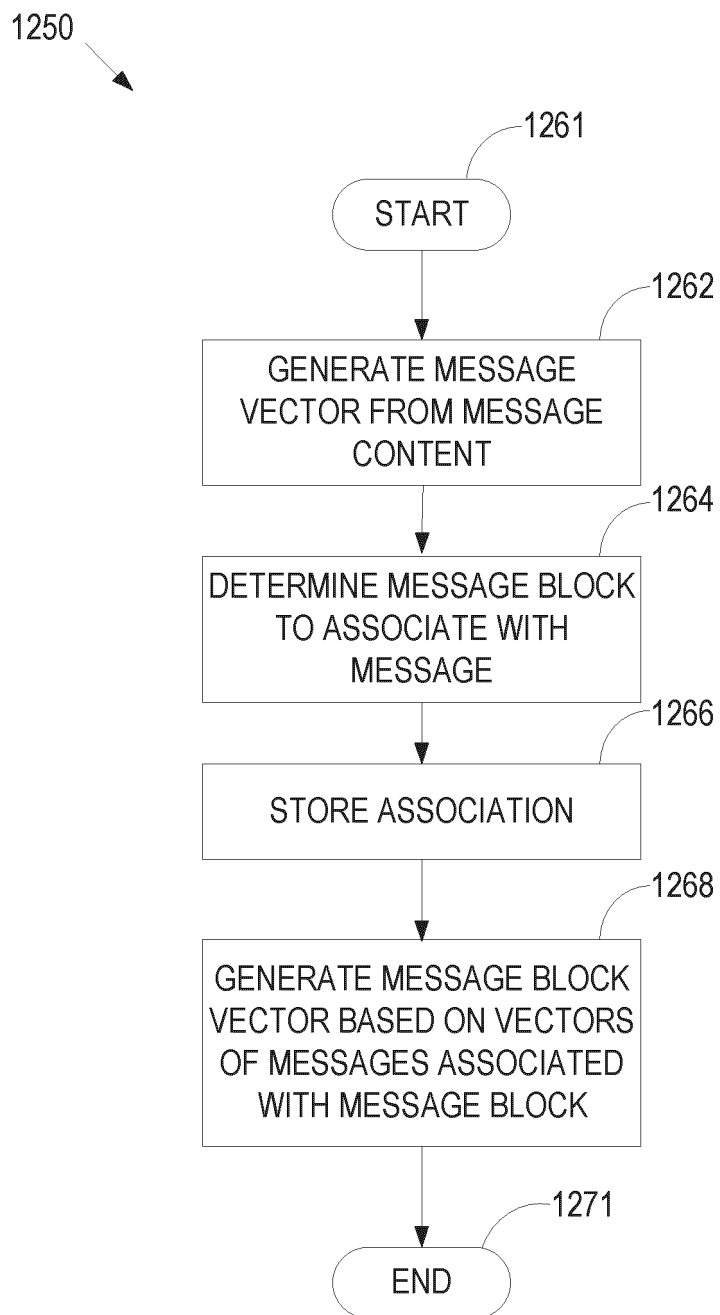 1250
1261
START
1262
GENERATE MESSAGE
VECTOR FROM MESSAGE
CONTENT
1264
DETERMINE MESSAGE BLOCK
TO ASSOCIATE WITH
MESSAGE
1266
STORE ASSOCIATION
1268
GENERATE MESSAGE BLOCK
VECTOR BASED ON VECTORS
OF MESSAGES ASSOCIATED
WITH MESSAGE BLOCK
1271
END